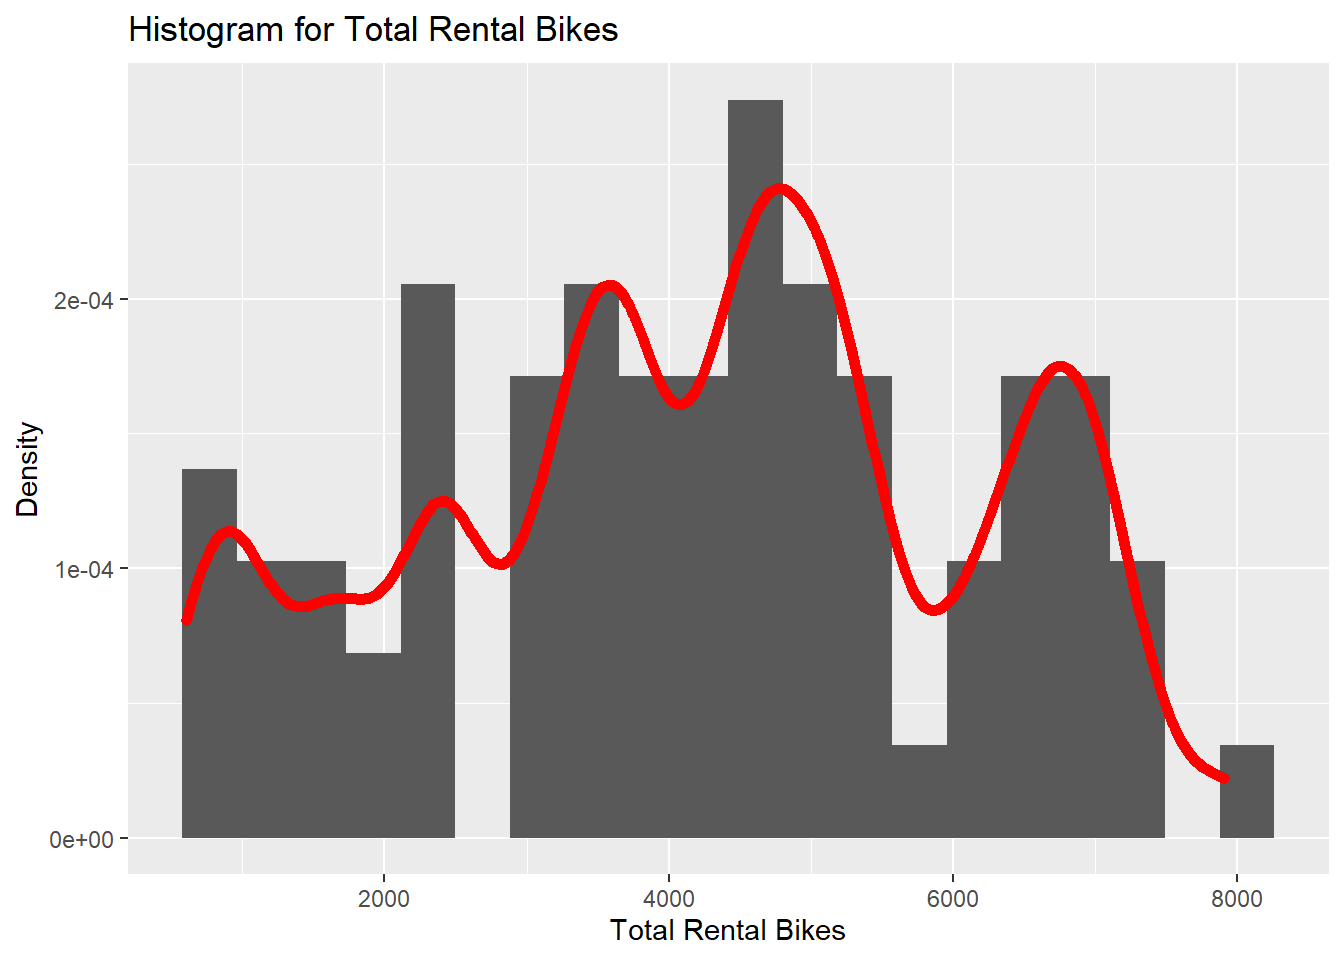 Histogram for Total Rental Bikes
Density
2e-04
1e-04
0e+00
2000 4000 6000 8000
Total Rental Bikes